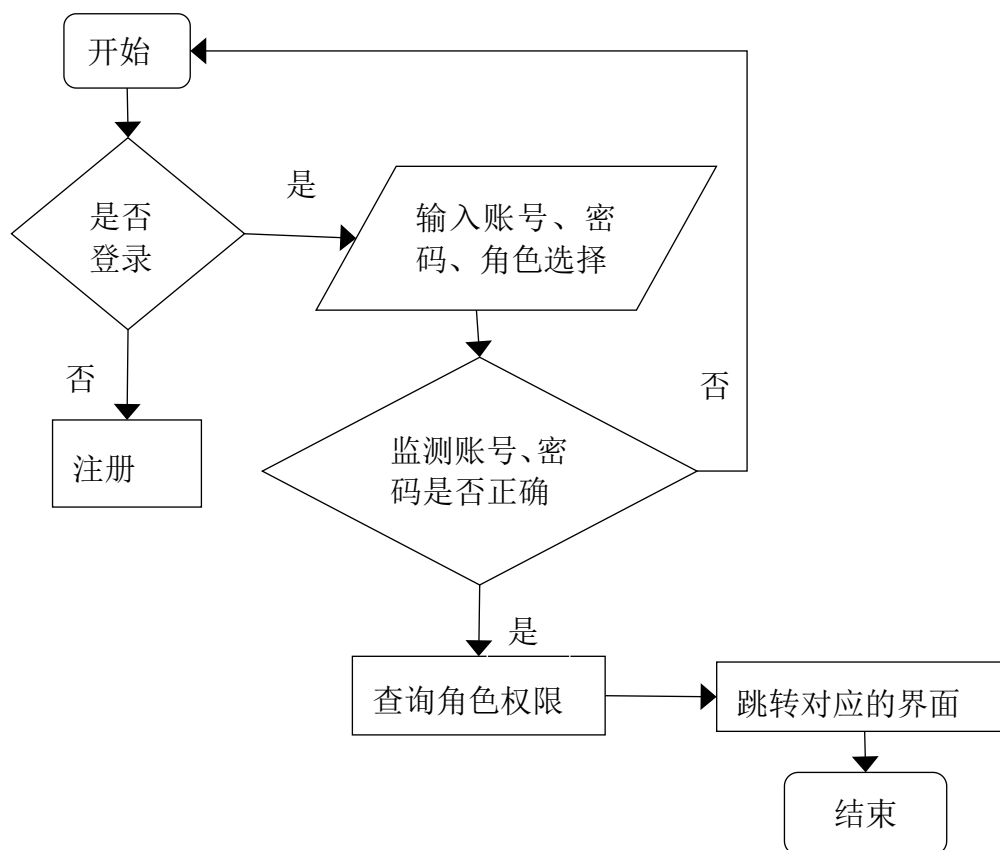 开始
是否
登录
是
输入账号、密
码、角色选择
否
注册
监测账号、密
码是否正确
否
是
查询角色权限
跳转对应的界面
结束